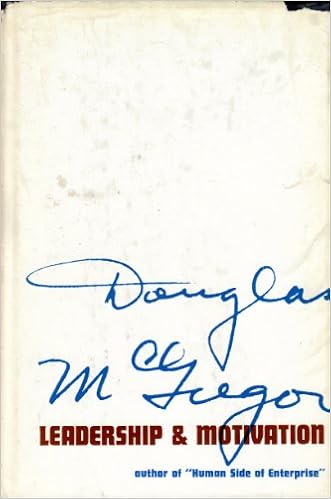 Douglas
McGregor
LEADERSHIP & MOTIVATION
author of "Human Side of Enterprise"